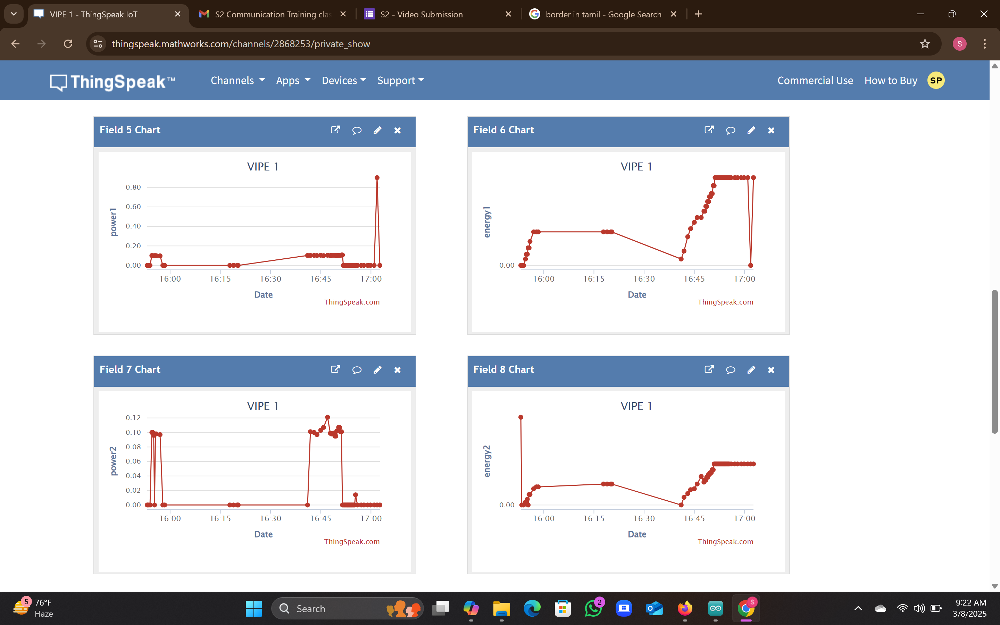 VIPE 1 - ThingSpeak IoT
S2 Communication Training clas
S2 - Video Submission
border in tamil - Google Search
thingspeak.mathworks.com/channels/2868253/private_show
S
ThingSpeak™
Channels
Apps
Devices
Support
Commercial Use
How to Buy
SP
Field 5 Chart
VIPE 1
power1
0.80
0.60
0.40
0.20
0.00
16:00 16:15 16:30 16:45 17:00
Date
ThingSpeak.com
Field 6 Chart
VIPE 1
energy1
0.00
16:00 16:15 16:30 16:45 17:00
Date
ThingSpeak.com
Field 7 Chart
VIPE 1
power2
0.12
0.10
0.08
0.06
0.04
0.02
0.00
16:00 16:15 16:30 16:45 17:00
Date
ThingSpeak.com
Field 8 Chart
VIPE 1
energy2
0.00
16:00 16:15 16:30 16:45 17:00
Date
ThingSpeak.com
5
76°F
Haze
Search
2
S
9:22 AM
3/8/2025